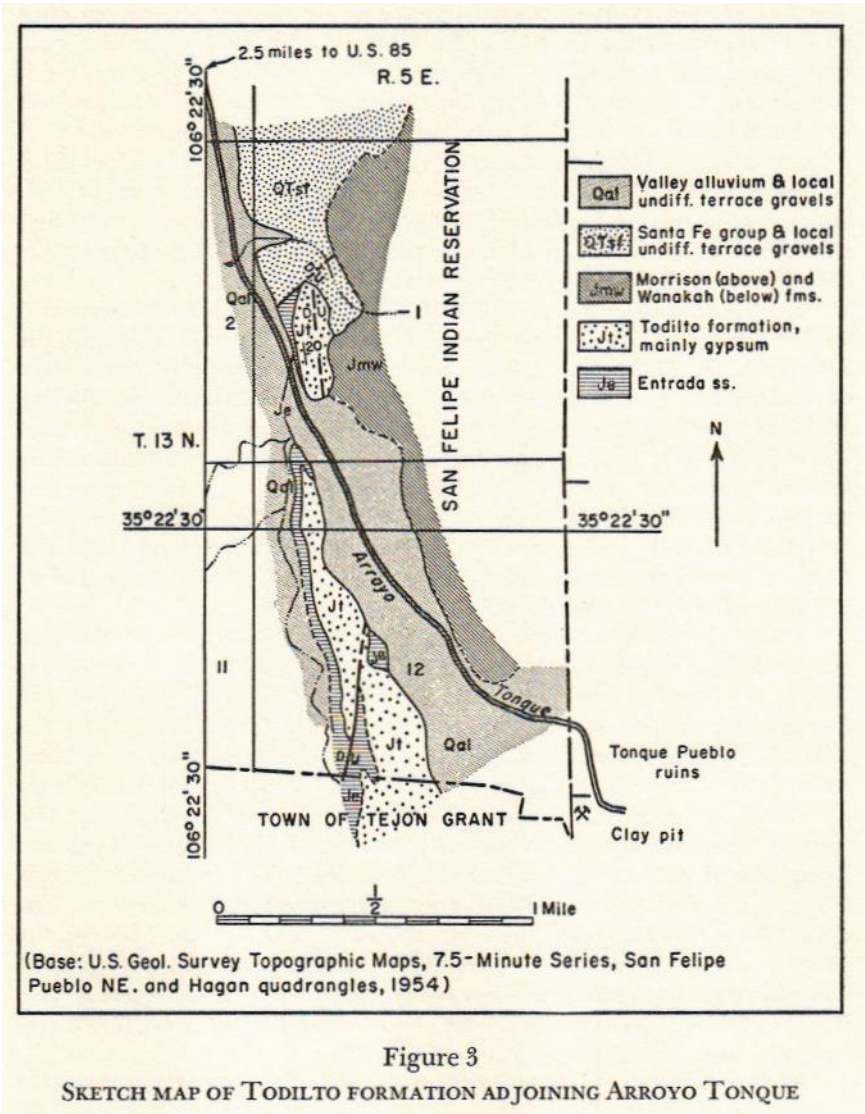 2.5 miles to U.S. 85
R. 5 E.
106° 22' 30"
QTsf
SAN FELIPE INDIAN RESERVATION
Qal
Valley alluvium & local
undiff. terrace gravels
QTsf
Santa Fe group & local
undiff. terrace gravels
Jmw
Morrison (above) and
Wanakah (below) fms.
Jt
Todilto formation,
mainly gypsum
Je
Entrada ss.
D U
Qal
2
D U
Jt
20
1
Jmw
Je
N
T. 13 N.
Qal
35° 22' 30"
35° 22' 30"
Arroyo
Jt
Je
11
12
Tonque
Jt
Qal
D U
Tonque Pueblo
ruins
106° 22' 30"
Je
TOWN OF TEJON GRANT
Clay pit
0
1/2
1 Mile
(Base: U.S. Geol. Survey Topographic Maps, 7.5-Minute Series, San Felipe
Pueblo NE. and Hagan quadrangles, 1954)
Figure 3
SKETCH MAP OF TODILTO FORMATION ADJOINING ARROYO TONQUE